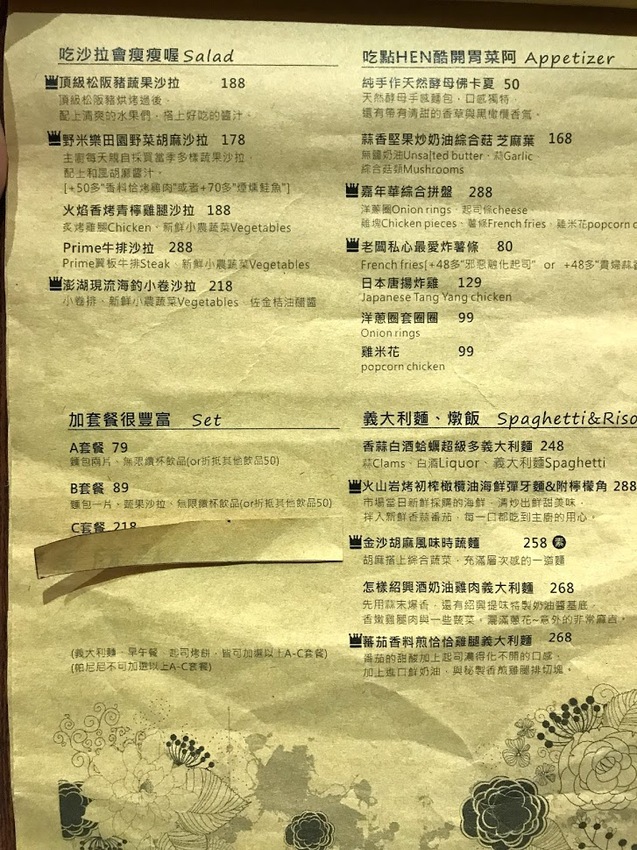 吃沙拉會瘦瘦喔 Salad
頂級松阪豬蔬果沙拉 188
頂級松阪豬烘烤過後，
配上清爽的水果們，搭上好吃的醬汁。
野米樂田園野菜胡麻沙拉 178
主廚每天親自採買當季多樣蔬果沙拉
配上和風胡麻醬汁。
[+50多"香料恰烤雞肉"或者+70多"煙燻鮭魚"]
火焰香烤青檸雞腿沙拉 188
炙烤雞腿Chicken、新鮮小農蔬菜Vegetables
Prime牛排沙拉 288
Prime翼板牛排Steak、新鮮小農蔬菜Vegetables
澎湖現流海釣小卷沙拉 218
小卷排、新鮮小農蔬菜Vegetables、佐金桔油醋醬
加套餐很豐富 Set
A套餐 79
麵包兩片、無限續杯飲品(or折抵其他飲品50)
B套餐 89
麵包一片、蔬果沙拉、無限續杯飲品(or折抵其他飲品50)
C套餐 218
(義大利麵、早午餐、起司烤餅，皆可加選以上A-C套餐)
(帕尼尼不可加選以上A-C套餐)
吃點HEN酷開胃菜阿 Appetizer
純手作天然酵母佛卡夏 50
天然酵母手感麵包，口感獨特，
還有帶有清甜的香草與黑橄欖香氣。
蒜香堅果炒奶油綜合菇 芝麻葉 168
無鹽奶油Unsalted butter、蒜Garlic
綜合菇類Mushrooms
嘉年華綜合拼盤 288
洋蔥圈Onion rings、起司條cheese
雞塊Chicken pieces、薯條French fries、雞米花popcorn c
老闆私心最愛炸薯條 80
French fries[+48多"邪惡融化起司" or +48多"貴婦蒜
日本唐揚炸雞 129
Japanese Tang Yang chicken
洋蔥圈套圈圈 99
Onion rings
雞米花 99
popcorn chicken
義大利麵、燉飯 Spaghetti&Riso
香蒜白酒蛤蠣超級多義大利麵 248
蒜Clams、白酒Liquor、義大利麵Spaghetti
火山岩烤初榨橄欖油海鮮彈牙麵&附檸檬角 288
市場當日新鮮採購的海鮮，清炒出鮮甜美味，
拌入新鮮香蒜番茄，每一口都吃到主廚的用心。
金沙胡麻風味時蔬麵 258 素
胡麻搭上綜合蔬菜，充滿層次感的一道麵
怎樣紹興酒奶油雞肉義大利麵 268
先用蒜末爆香，還有紹興提味特製奶油醬基底，
香嫩雞腿肉與一些蔬菜，灑滿蔥花~意外的非常麻吉。
蕃茄香料煎恰恰雞腿義大利麵 268
番茄的甜酸加上起司濃得化不開的口感，
加上進口鮮奶油，與秘製香煎雞腿排切塊。